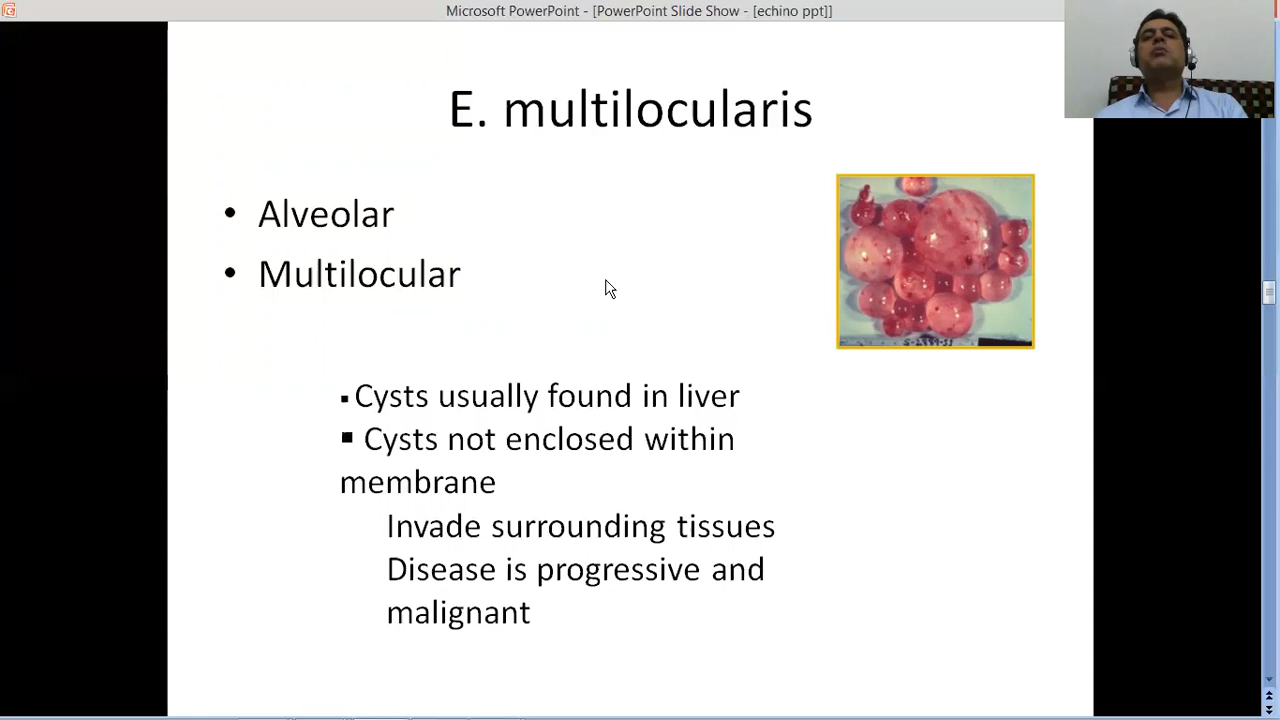 Microsoft PowerPoint - [PowerPoint Slide Show - [echino ppt]]
E. multilocularis
• Alveolar
• Multilocular
▪ Cysts usually found in liver
▪ Cysts not enclosed within
membrane
Invade surrounding tissues
Disease is progressive and
malignant